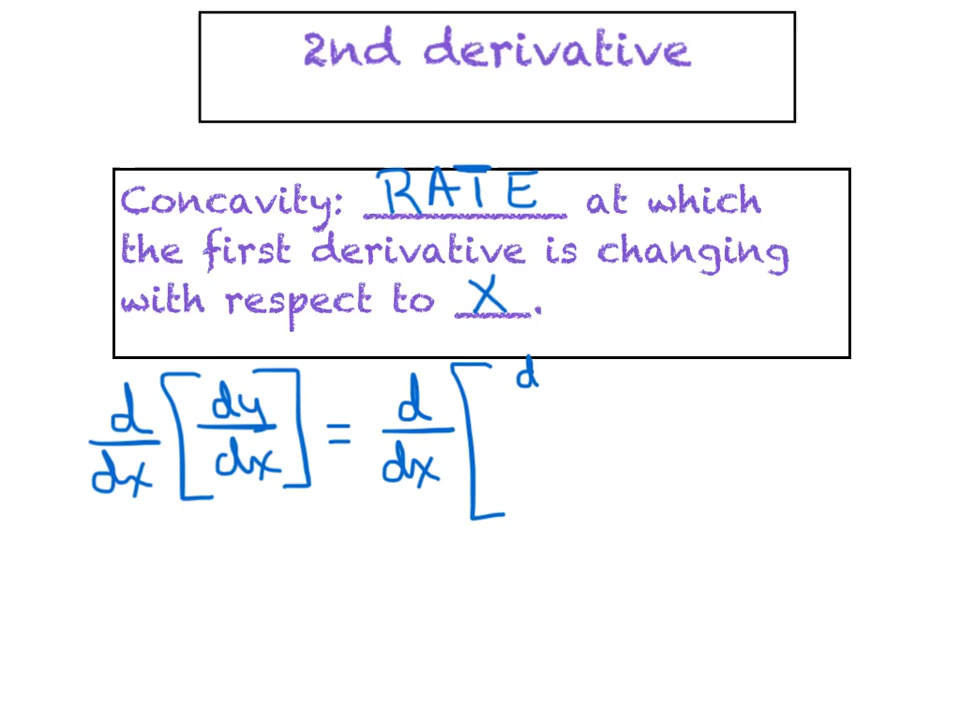 2nd derivative
Concavity: RATE at which
the first derivative is changing
with respect to X.
d/dx [dy/dx] = d/dx [ d